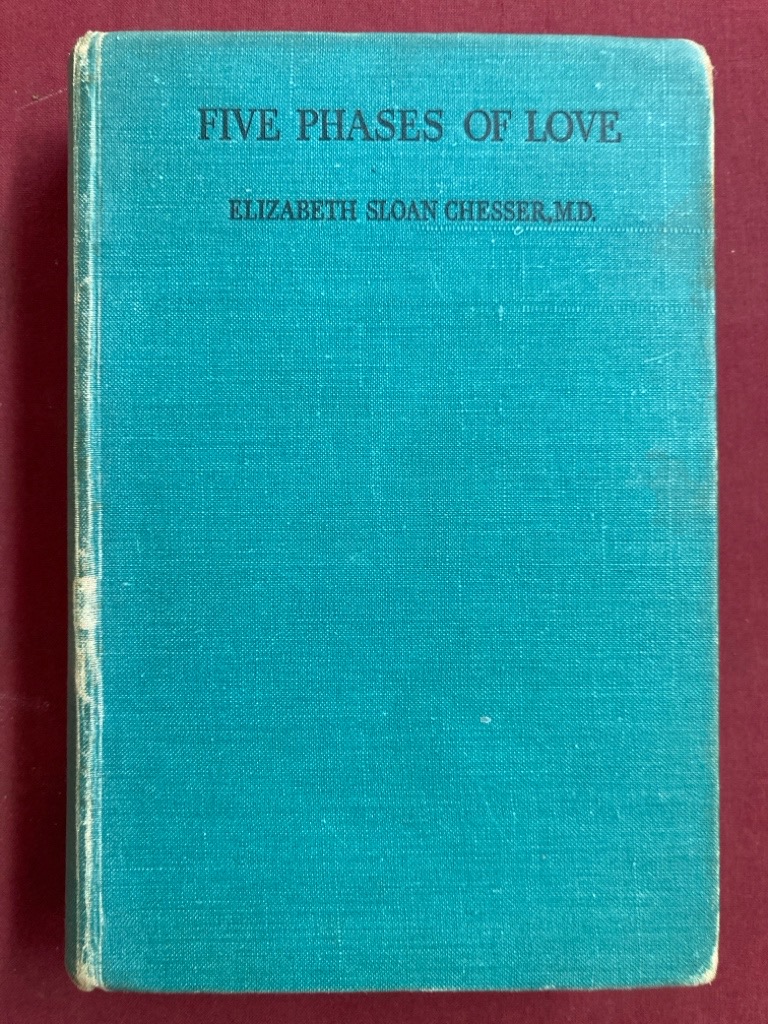 FIVE PHASES OF LOVE
ELIZABETH SLOAN CHESSER, M.D.